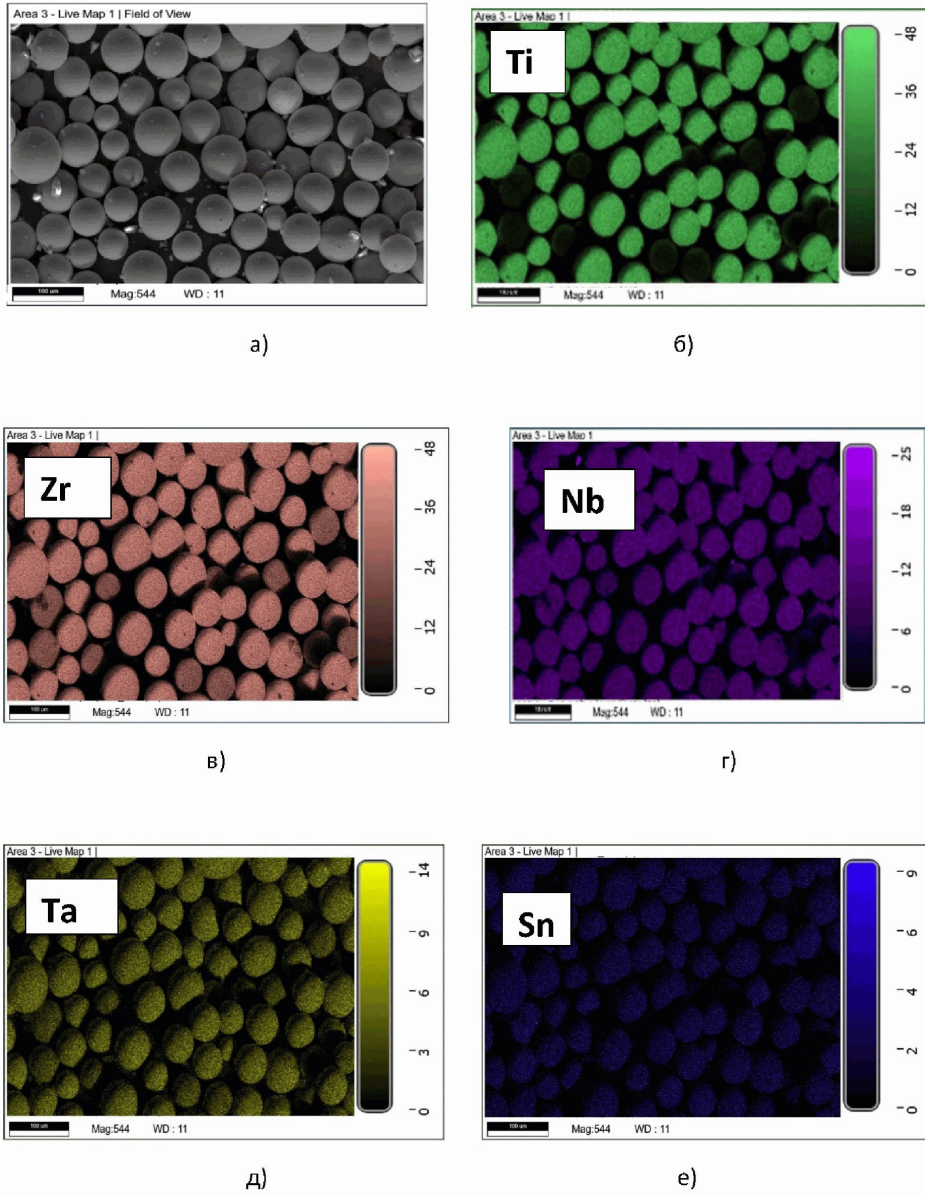 Area 3 - Live Map 1 | Field of View
100 um Mag:544 WD : 11
а)
Area 3 - Live Map 1 |
Ti
48
36
24
12
0
Mag:544 WD : 11
б)
Area 3 - Live Map 1 |
Zr
48
36
24
12
0
100 um Mag:544 WD : 11
в)
Area 3 - Live Map 1
Nb
25
18
12
6
0
Mag:544 WD : 11
г)
Area 3 - Live Map 1 |
Ta
14
9
6
3
0
100 um Mag:544 WD : 11
д)
Area 3 - Live Map 1 |
Sn
9
6
4
2
0
100 um Mag:544 WD : 11
е)